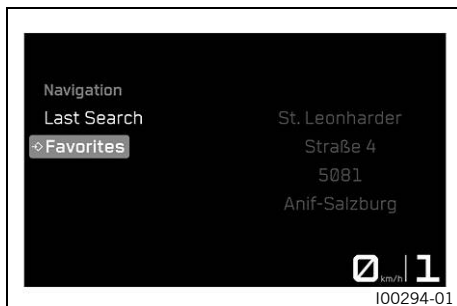 Navigation
Last Search
Favorites
St. Leonharder
Straße 4
5081
Anif-Salzburg
0 km/h 1
I00294-01